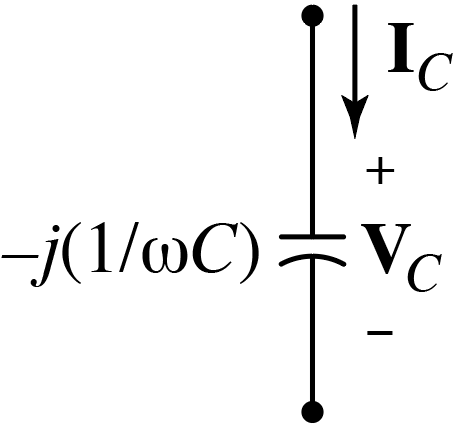 I_C
+
–j(1/ωC)
V_C
–